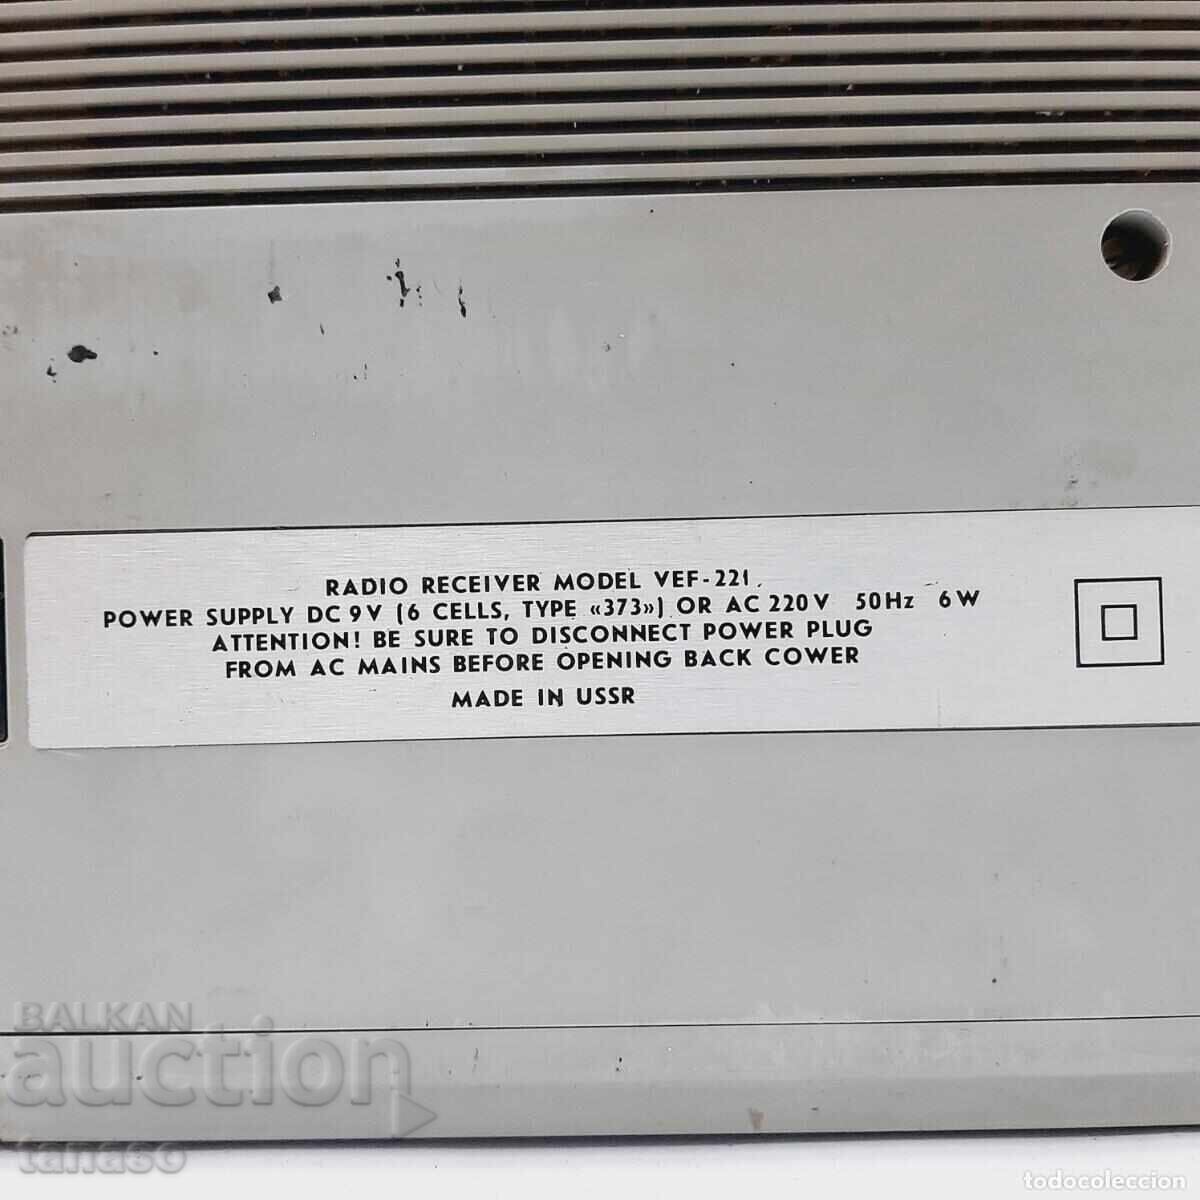 RADIO RECEIVER MODEL VEF-221
POWER SUPPLY DC 9V (6 CELLS, TYPE «373») OR AC 220V 50Hz 6W
ATTENTION! BE SURE TO DISCONNECT POWER PLUG
FROM AC MAINS BEFORE OPENING BACK COWER
MADE IN USSR
BALKAN
auction
tanaso
todocoleccion